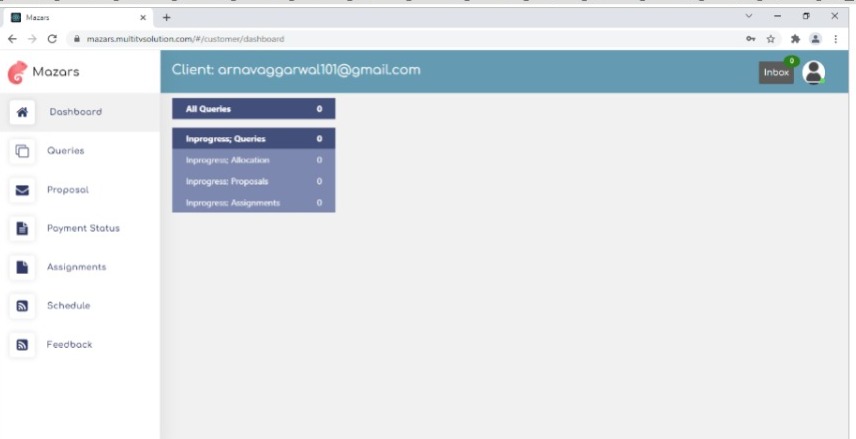 Mazars
mazars.multitvsolution.com/#/customer/dashboard
Mazars
Client: arnavaggarwal101@gmail.com
Inbox
0
Dashboard
Queries
Proposal
Payment Status
Assignments
Schedule
Feedback
All Queries 0
Inprogress; Queries 0
Inprogress; Allocation 0
Inprogress; Proposals 0
Inprogress; Assignments 0